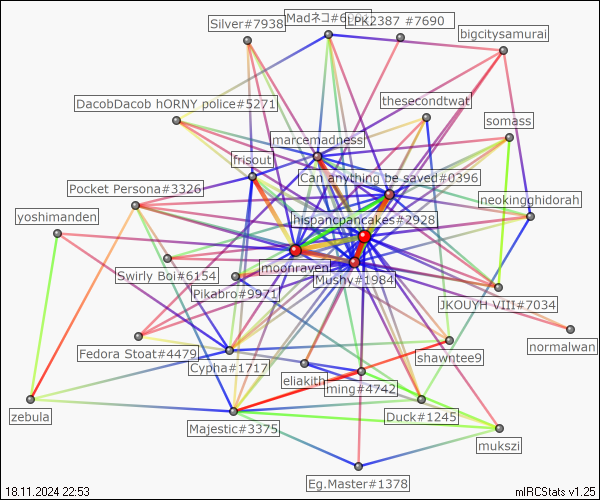 Silver#7938
Madネコ
LPK2387 #7690
bigcitysamurai
DacobDacob hORNY police#5271
thesecondtwat
somass
marcemadness
frisout
Can anything be saved#0396
Pocket Persona#3326
neokingghidorah
yoshimanden
hispancpancakes#2928
moonraven
Swirly Boi#6154
Mushy#1984
Pikabro#9971
JKOUYH VIII#7034
normalwan
Fedora Stoat#4479
Cypha#1717
shawntee9
eliakith
ming#4742
zebula
Majestic#3375
Duck#1245
mukszi
Eg.Master#1378
18.11.2024 22:53
mIRCStats v1.25